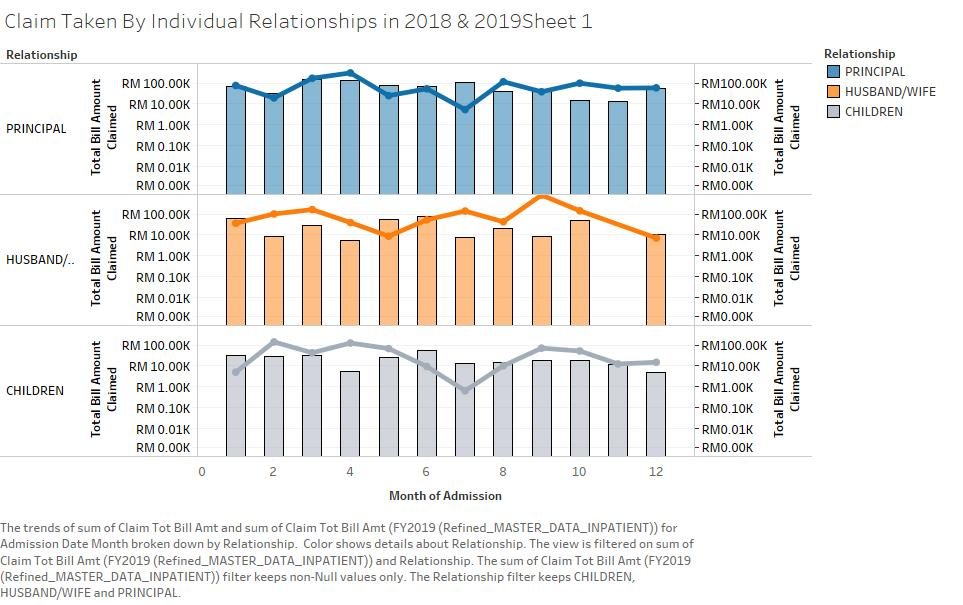 Claim Taken By Individual Relationships in 2018 & 2019Sheet 1
Relationship
PRINCIPAL
Total Bill Amount
Claimed
RM 100.00K
RM 10.00K
RM 1.00K
RM 0.10K
RM 0.01K
RM 0.00K
RM100.00K
RM10.00K
RM1.00K
RM0.10K
RM0.01K
RM0.00K
Total Bill Amount
Claimed
HUSBAND/..
Total Bill Amount
Claimed
RM 100.00K
RM 10.00K
RM 1.00K
RM 0.10K
RM 0.01K
RM 0.00K
RM100.00K
RM10.00K
RM1.00K
RM0.10K
RM0.01K
RM0.00K
Total Bill Amount
Claimed
CHILDREN
Total Bill Amount
Claimed
RM 100.00K
RM 10.00K
RM 1.00K
RM 0.10K
RM 0.01K
RM 0.00K
RM100.00K
RM10.00K
RM1.00K
RM0.10K
RM0.01K
RM0.00K
Total Bill Amount
Claimed
0 2 4 6 8 10 12
Month of Admission
Relationship
PRINCIPAL
HUSBAND/WIFE
CHILDREN
The trends of sum of Claim Tot Bill Amt and sum of Claim Tot Bill Amt (FY2019 (Refined_MASTER_DATA_INPATIENT)) for
Admission Date Month broken down by Relationship. Color shows details about Relationship. The view is filtered on sum of
Claim Tot Bill Amt (FY2019 (Refined_MASTER_DATA_INPATIENT)) and Relationship. The sum of Claim Tot Bill Amt (FY2019
(Refined_MASTER_DATA_INPATIENT)) filter keeps non-Null values only. The Relationship filter keeps CHILDREN,
HUSBAND/WIFE and PRINCIPAL.